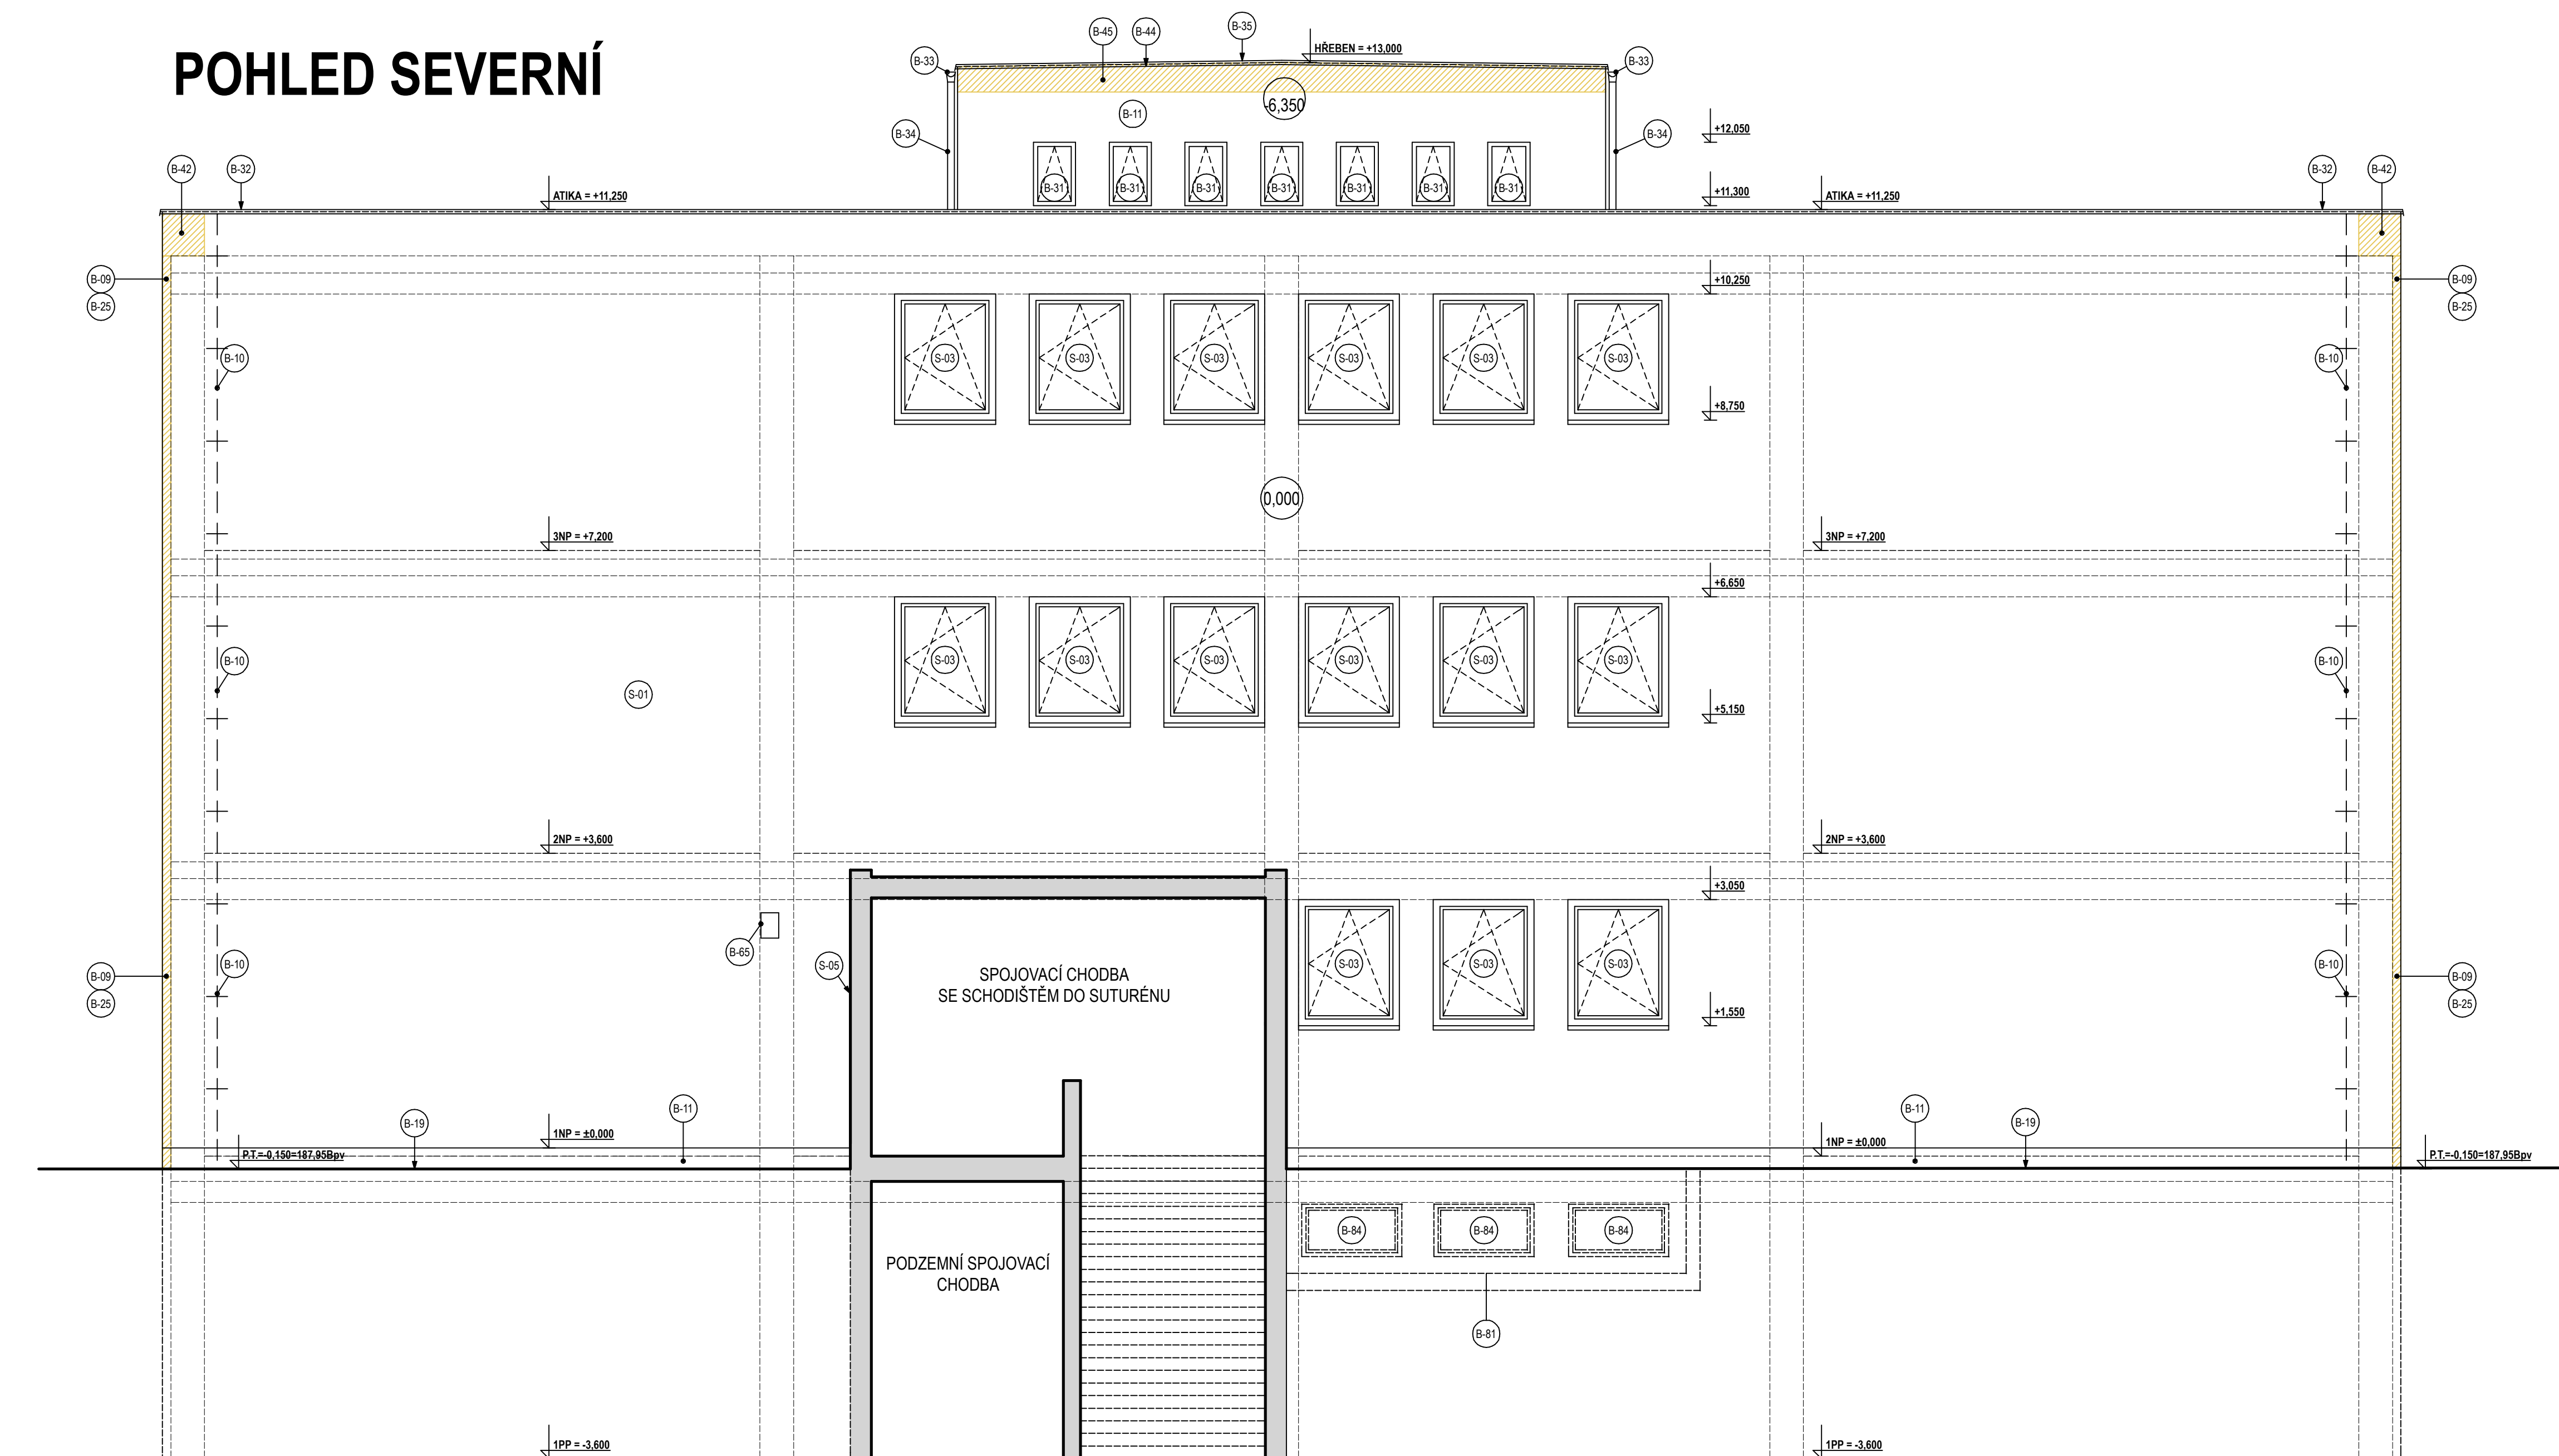 POHLED SEVERNÍ
B-45
B-44
B-35
HŘEBEN = +13,000
B-33
B-33
-6,350
B-11
B-34
B-34
+12,050
B-42
B-32
B-32
B-42
B-31
B-31
B-31
B-31
B-31
B-31
B-31
ATIKA = +11,250
+11,300
ATIKA = +11,250
B-09
B-25
+10,250
B-09
B-25
B-10
S-03
S-03
S-03
S-03
S-03
S-03
B-10
+8,750
0,000
3NP = +7,200
3NP = +7,200
+6,650
B-10
S-03
S-03
S-03
S-03
S-03
S-03
B-10
S-01
+5,150
2NP = +3,600
2NP = +3,600
+3,050
B-65
S-05
B-10
S-03
S-03
S-03
B-10
B-09
B-25
SPOJOVACÍ CHODBA
SE SCHODIŠTĚM DO SUTURÉNU
B-09
B-25
+1,550
B-11
B-11
B-19
B-19
1NP = ±0,000
1NP = ±0,000
P.T.=-0,150=187,95Bpv
P.T.=-0,150=187,95Bpv
B-84
B-84
B-84
PODZEMNÍ SPOJOVACÍ
CHODBA
B-81
1PP = -3,600
1PP = -3,600